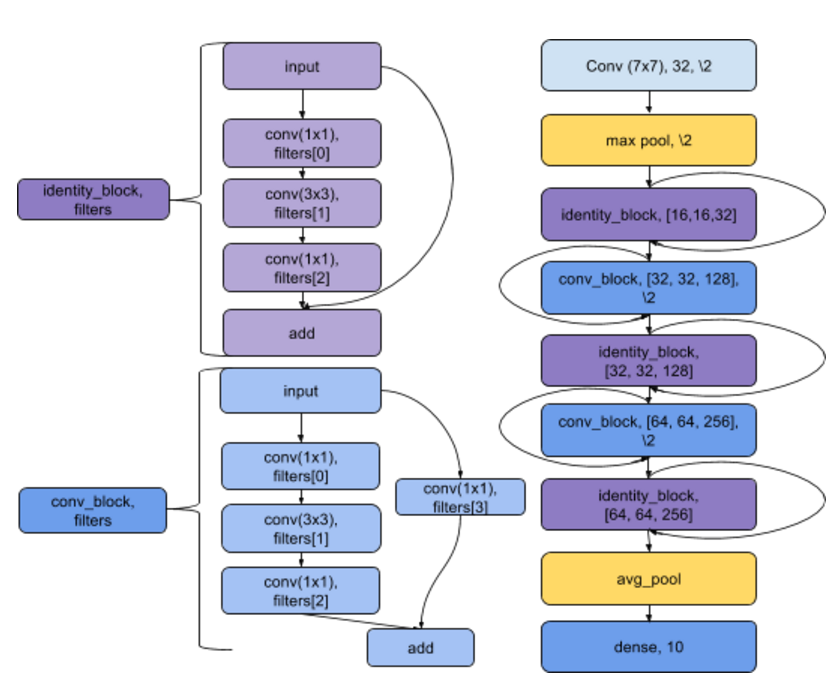 identity_block,
filters
input
conv(1x1),
filters[0]
conv(3x3),
filters[1]
conv(1x1),
filters[2]
add
conv_block,
filters
input
conv(1x1),
filters[0]
conv(3x3),
filters[1]
conv(1x1),
filters[2]
conv(1x1),
filters[3]
add
Conv (7x7), 32, \2
max pool, \2
identity_block, [16,16,32]
conv_block, [32, 32, 128],
\2
identity_block,
[32, 32, 128]
conv_block, [64, 64, 256],
\2
identity_block,
[64, 64, 256]
avg_pool
dense, 10